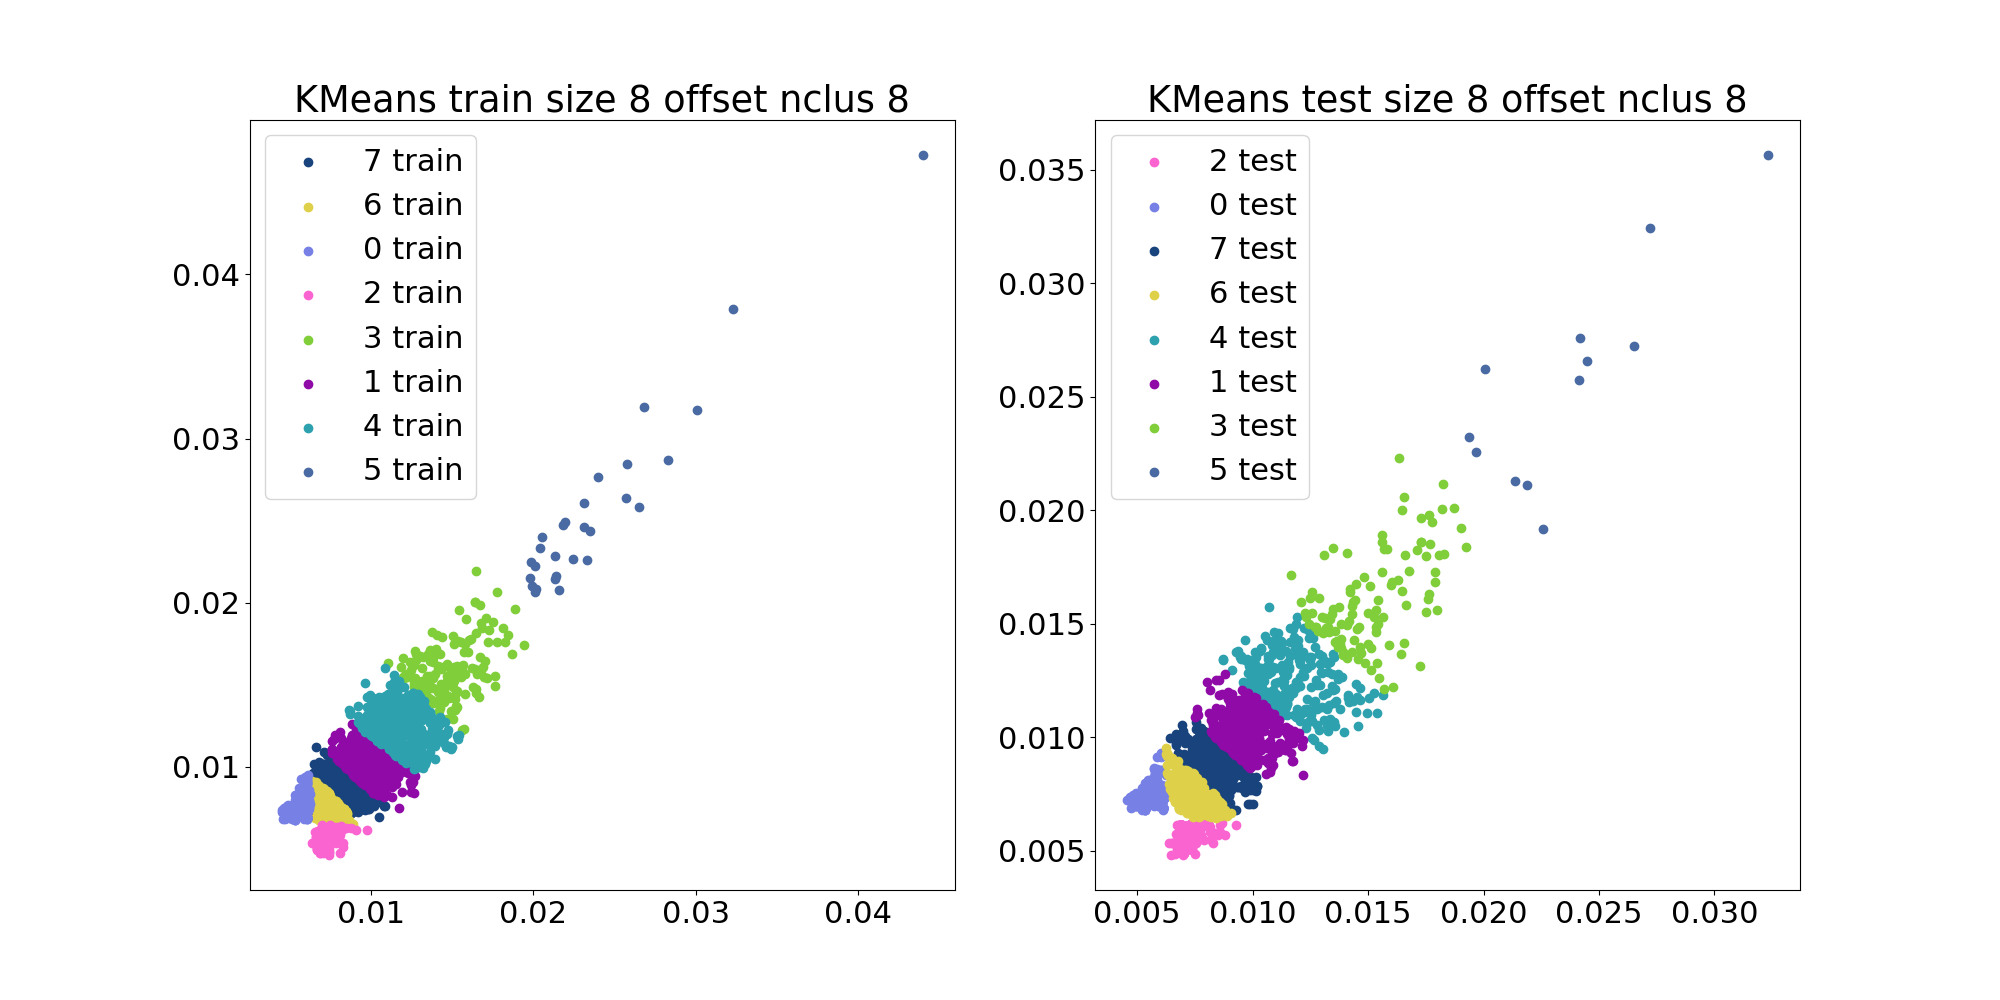 KMeans train size 8 offset nclus 8
7 train
6 train
0 train
2 train
3 train
1 train
4 train
5 train
0.04
0.03
0.02
0.01
0.01 0.02 0.03 0.04
KMeans test size 8 offset nclus 8
2 test
0 test
7 test
6 test
4 test
1 test
3 test
5 test
0.035
0.030
0.025
0.020
0.015
0.010
0.005
0.005 0.010 0.015 0.020 0.025 0.030